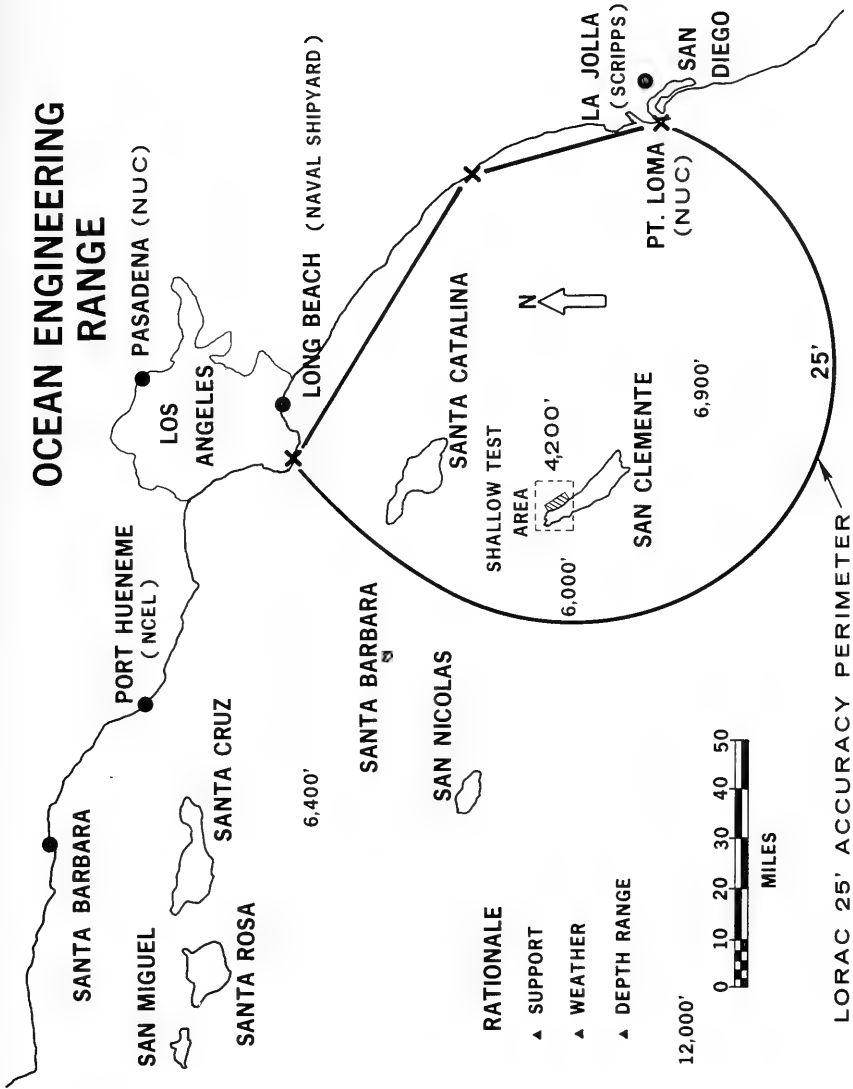 OCEAN ENGINEERING
RANGE
PASADENA (NUC)
LOS
ANGELES
LONG BEACH (NAVAL SHIPYARD)
PORT HUENEME
(NCEL)
SANTA BARBARA
SAN MIGUEL
SANTA ROSA
SANTA CRUZ
6,400'
SANTA BARBARA
SAN NICOLAS
SANTA CATALINA
SHALLOW TEST
AREA
4,200'
6,000'
SAN CLEMENTE
6,900'
N
LA JOLLA
(SCRIPPS)
SAN
DIEGO
PT. LOMA
(NUC)
25'
RATIONALE
▲ SUPPORT
▲ WEATHER
▲ DEPTH RANGE
12,000'
0 10 20 30 40 50
MILES
LORAC 25' ACCURACY PERIMETER